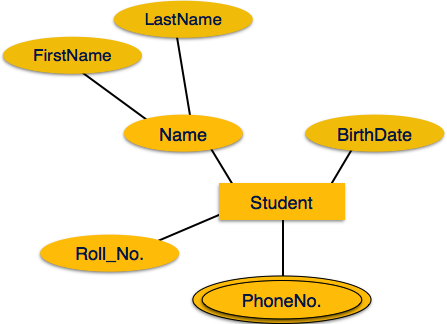 LastName
FirstName
Name
BirthDate
Student
Roll_No.
PhoneNo.